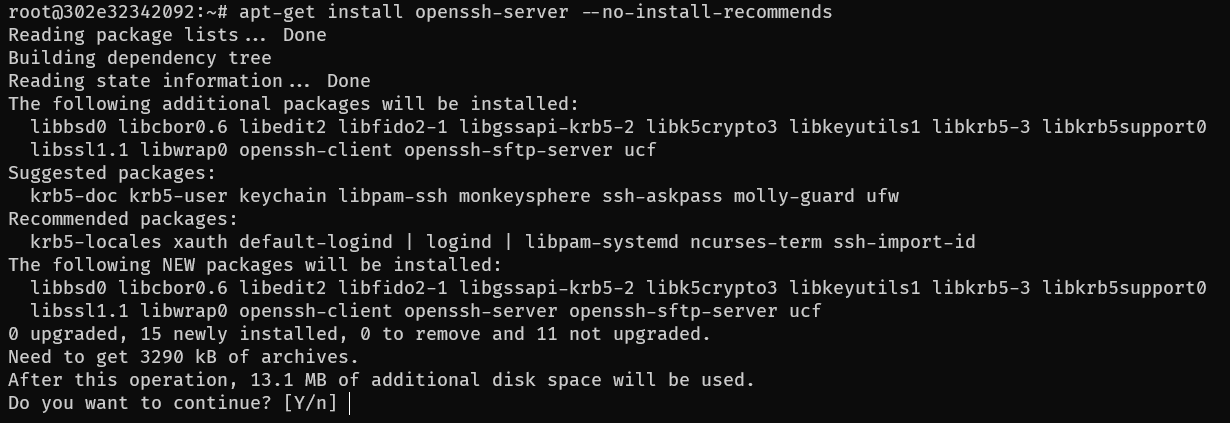 root@302e32342092:~# apt-get install openssh-server --no-install-recommends
Reading package lists... Done
Building dependency tree
Reading state information... Done
The following additional packages will be installed:
  libbsd0 libcbor0.6 libedit2 libfido2-1 libgssapi-krb5-2 libk5crypto3 libkeyutils1 libkrb5-3 libkrb5support0
  libssl1.1 libwrap0 openssh-client openssh-sftp-server ucf
Suggested packages:
  krb5-doc krb5-user keychain libpam-ssh monkeysphere ssh-askpass molly-guard ufw
Recommended packages:
  krb5-locales xauth default-logind | logind | libpam-systemd ncurses-term ssh-import-id
The following NEW packages will be installed:
  libbsd0 libcbor0.6 libedit2 libfido2-1 libgssapi-krb5-2 libk5crypto3 libkeyutils1 libkrb5-3 libkrb5support0
  libssl1.1 libwrap0 openssh-client openssh-server openssh-sftp-server ucf
0 upgraded, 15 newly installed, 0 to remove and 11 not upgraded.
Need to get 3290 kB of archives.
After this operation, 13.1 MB of additional disk space will be used.
Do you want to continue? [Y/n]